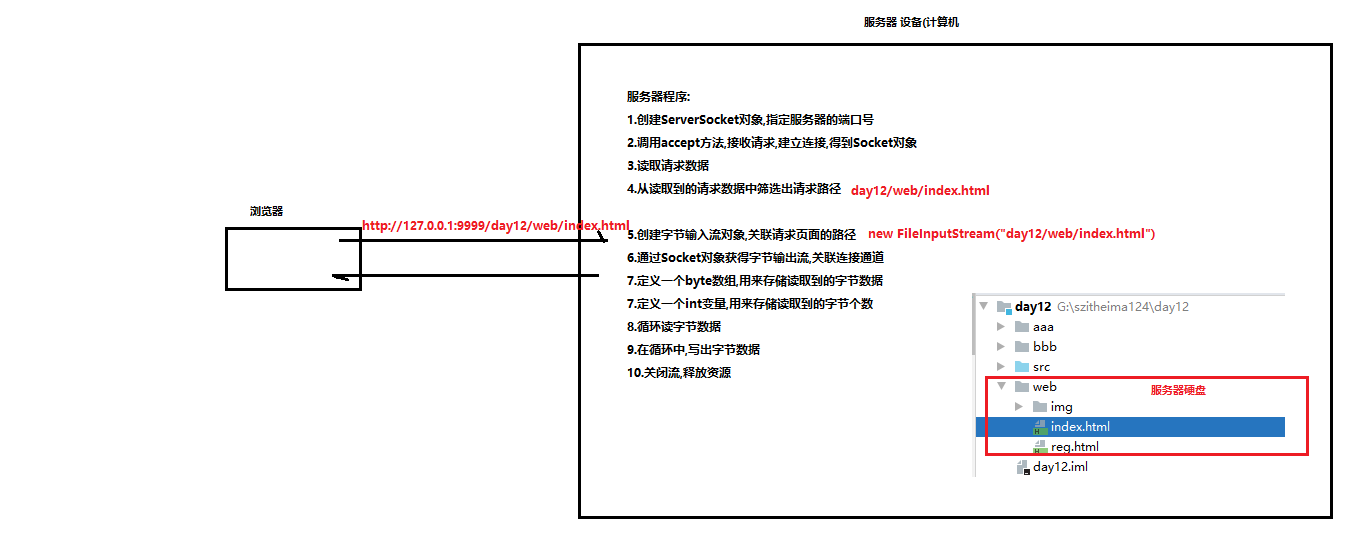 服务器 设备(计算机
服务器程序:
1.创建ServerSocket对象,指定服务器的端口号
2.调用accept方法,接收请求,建立连接,得到Socket对象
3.读取请求数据
4.从读取到的请求数据中筛选出请求路径 day12/web/index.html
浏览器
http://127.0.0.1:9999/day12/web/index.html
5.创建字节输入流对象,关联请求页面的路径 new FileInputStream("day12/web/index.html")
6.通过Socket对象获得字节输出流,关联连接通道
7.定义一个byte数组,用来存储读取到的字节数据
7.定义一个int变量,用来存储读取到的字节个数
8.循环读字节数据
9.在循环中,写出字节数据
10.关闭流,释放资源
day12 G:\szitheima124\day12
aaa
bbb
src
web
服务器硬盘
img
index.html
reg.html
day12.iml